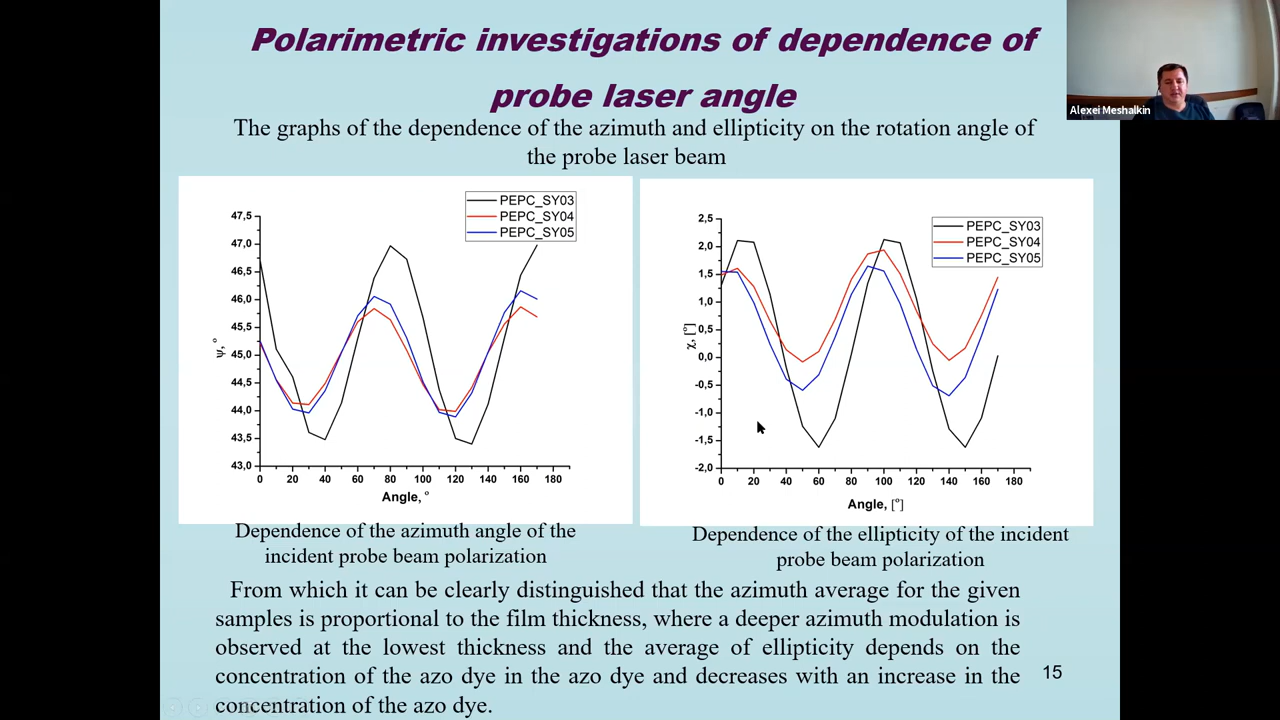 Polarimetric investigations of dependence of
probe laser angle
Alexei Meshalkin
The graphs of the dependence of the azimuth and ellipticity on the rotation angle of
the probe laser beam
PEPC_SY03
PEPC_SY04
PEPC_SY05
47,5
47,0
46,5
46,0
45,5
45,0
44,5
44,0
43,5
43,0
ψ, °
0 20 40 60 80 100 120 140 160 180
Angle, °
PEPC_SY03
PEPC_SY04
PEPC_SY05
2,5
2,0
1,5
1,0
0,5
0,0
-0,5
-1,0
-1,5
-2,0
χ, [°]
0 20 40 60 80 100 120 140 160 180
Angle, [°]
Dependence of the azimuth angle of the
incident probe beam polarization
Dependence of the ellipticity of the incident
probe beam polarization
From which it can be clearly distinguished that the azimuth average for the given
samples is proportional to the film thickness, where a deeper azimuth modulation is
observed at the lowest thickness and the average of ellipticity depends on the
concentration of the azo dye in the azo dye and decreases with an increase in the
concentration of the azo dye.
15